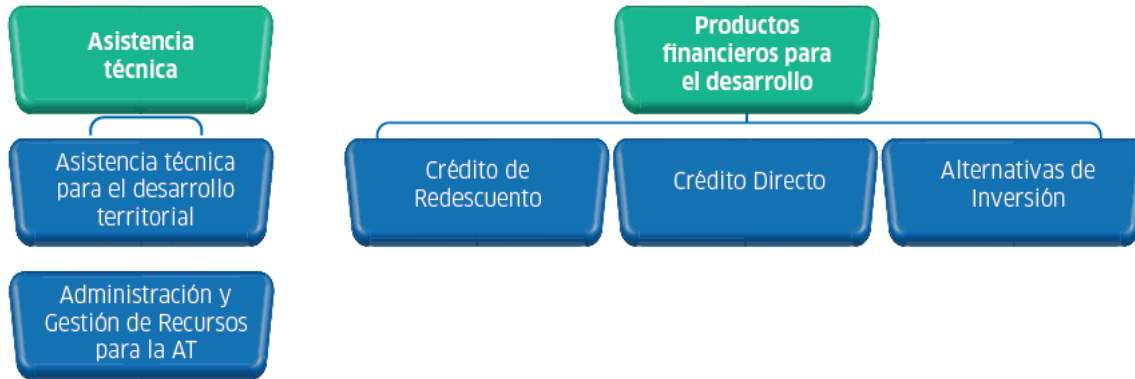 Asistencia
técnica
Asistencia técnica
para el desarrollo
territorial
Administración y
Gestión de Recursos
para la AT
Productos
financieros para
el desarrollo
Crédito de
Redescuento
Crédito Directo
Alternativas de
Inversión